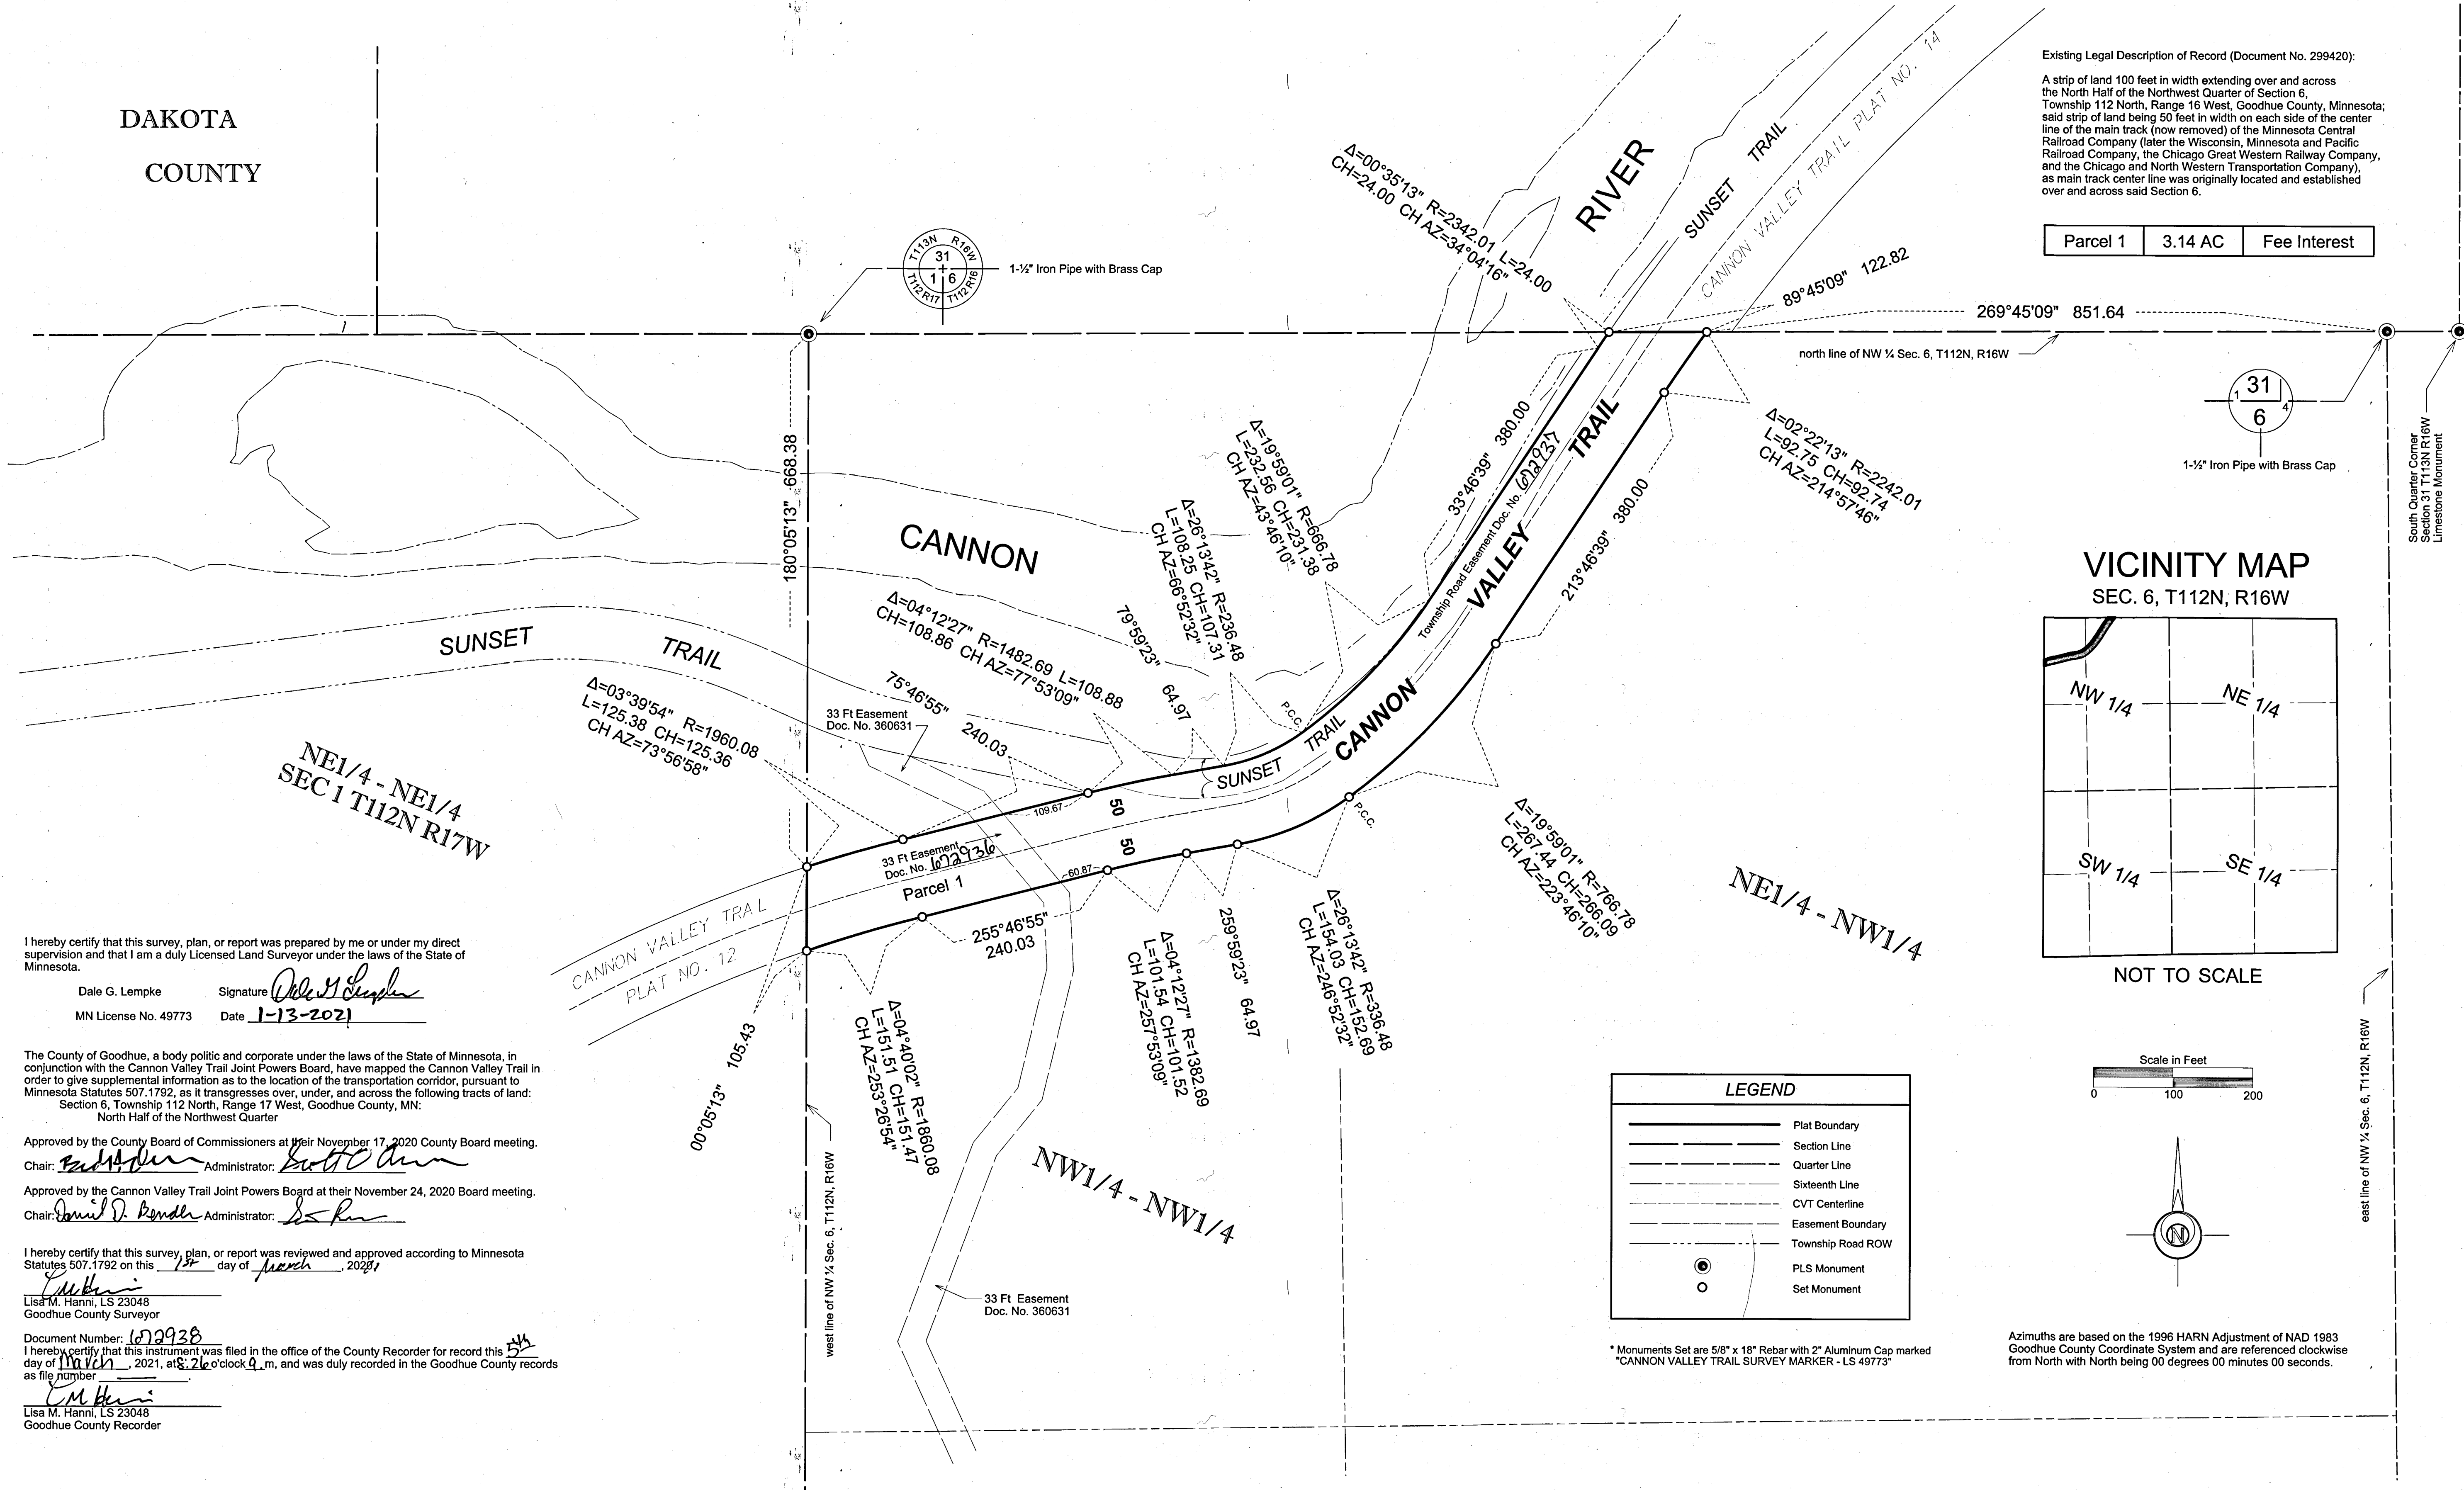 DAKOTA
COUNTY
T113N R16W
31
1 6
T112 R17 T112 R16
1-½" Iron Pipe with Brass Cap
Existing Legal Description of Record (Document No. 299420):
A strip of land 100 feet in width extending over and across
the North Half of the Northwest Quarter of Section 6,
Township 112 North, Range 16 West, Goodhue County, Minnesota;
said strip of land being 50 feet in width on each side of the center
line of the main track (now removed) of the Minnesota Central
Railroad Company (later the Wisconsin, Minnesota and Pacific
Railroad Company, the Chicago Great Western Railway Company,
and the Chicago and North Western Transportation Company),
as main track center line was originally located and established
over and across said Section 6.
Parcel 1 3.14 AC Fee Interest
RIVER
SUNSET TRAIL
CANNON VALLEY TRAIL PLAT NO. 14
Δ=00°35'13" R=2342.01 L=24.00
CH=24.00 CH AZ=34°04'16"
89°45'09" 122.82
269°45'09" 851.64
north line of NW ¼ Sec. 6, T112N, R16W
31
1 4
6
1-½" Iron Pipe with Brass Cap
South Quarter Corner
Section 31 T113N R16W
Limestone Monument
Δ=02°22'13" R=2242.01
L=92.75 CH=92.74
CH AZ=214°57'46"
180°05'13" 668.38
33°46'39" 380.00
213°46'39" 380.00
Township Road Easement Doc. No. 672937
CANNON VALLEY TRAIL
Δ=19°59'01" R=666.78
L=232.56 CH=231.38
CH AZ=43°46'10"
Δ=26°13'42" R=236.48
L=108.25 CH=107.31
CH AZ=66°52'32"
CANNON
79°59'23" 64.97
Δ=04°12'27" R=1482.69 L=108.88
CH=108.86 CH AZ=77°53'09"
75°46'55" 240.03
SUNSET TRAIL
Δ=03°39'54" R=1960.08
L=125.38 CH=125.36
CH AZ=73°56'58"
33 Ft Easement
Doc. No. 360631
P.C.C.
SUNSET TRAIL
P.C.C.
109.67
50
50
60.87
33 Ft Easement
Doc. No. 672936
Parcel 1
NE1/4 - NE1/4
SEC 1 T112N R17W
CANNON VALLEY TRAIL
PLAT NO. 12
255°46'55"
240.03
Δ=19°59'01" R=766.78
L=267.44 CH=266.09
CH AZ=223°46'10"
Δ=26°13'42" R=336.48
L=154.03 CH=152.69
CH AZ=246°52'32"
259°59'23" 64.97
Δ=04°12'27" R=1382.69
L=101.54 CH=101.52
CH AZ=257°53'09"
Δ=04°40'02" R=1860.08
L=151.51 CH=151.47
CH AZ=253°26'54"
00°05'13" 105.43
NE1/4 - NW1/4
NW1/4 - NW1/4
west line of NW ¼ Sec. 6, T112N, R16W
east line of NW ¼ Sec. 6, T112N, R16W
33 Ft Easement
Doc. No. 360631
VICINITY MAP
SEC. 6, T112N, R16W
NW 1/4 NE 1/4
SW 1/4 SE 1/4
NOT TO SCALE
Scale in Feet
0 100 200
N
LEGEND
Plat Boundary
Section Line
Quarter Line
Sixteenth Line
CVT Centerline
Easement Boundary
Township Road ROW
PLS Monument
Set Monument
* Monuments Set are 5/8" x 18" Rebar with 2" Aluminum Cap marked
"CANNON VALLEY TRAIL SURVEY MARKER - LS 49773"
Azimuths are based on the 1996 HARN Adjustment of NAD 1983
Goodhue County Coordinate System and are referenced clockwise
from North with North being 00 degrees 00 minutes 00 seconds.
I hereby certify that this survey, plan, or report was prepared by me or under my direct
supervision and that I am a duly Licensed Land Surveyor under the laws of the State of
Minnesota.
Dale G. Lempke Signature Dale G Lempke
MN License No. 49773 Date 1-13-2021
The County of Goodhue, a body politic and corporate under the laws of the State of Minnesota, in
conjunction with the Cannon Valley Trail Joint Powers Board, have mapped the Cannon Valley Trail in
order to give supplemental information as to the location of the transportation corridor, pursuant to
Minnesota Statutes 507.1792, as it transgresses over, under, and across the following tracts of land:
Section 6, Township 112 North, Range 17 West, Goodhue County, MN:
North Half of the Northwest Quarter
Approved by the County Board of Commissioners at their November 17, 2020 County Board meeting.
Chair: Administrator:
Approved by the Cannon Valley Trail Joint Powers Board at their November 24, 2020 Board meeting.
Chair: Daniel D. Bendler Administrator:
I hereby certify that this survey, plan, or report was reviewed and approved according to Minnesota
Statutes 507.1792 on this 1st day of March, 2021
Lisa M. Hanni, LS 23048
Goodhue County Surveyor
Document Number: 672938
I hereby certify that this instrument was filed in the office of the County Recorder for record this 5th
day of March, 2021, at 8:26 o'clock a.m, and was duly recorded in the Goodhue County records
as file number .
Lisa M. Hanni, LS 23048
Goodhue County Recorder